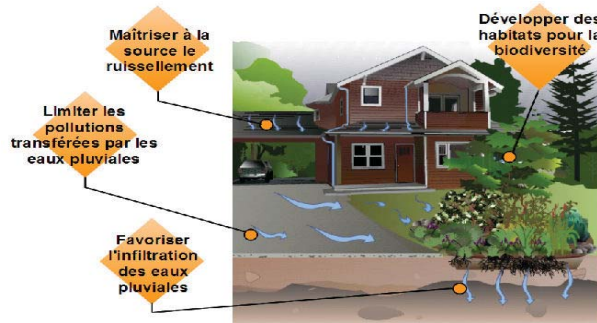 Maîtriser à la
source le
ruissellement
Développer des
habitats pour la
biodiversité
Limiter les
pollutions
transférées par les
eaux pluviales
Favoriser
l'infiltration
des eaux
pluviales